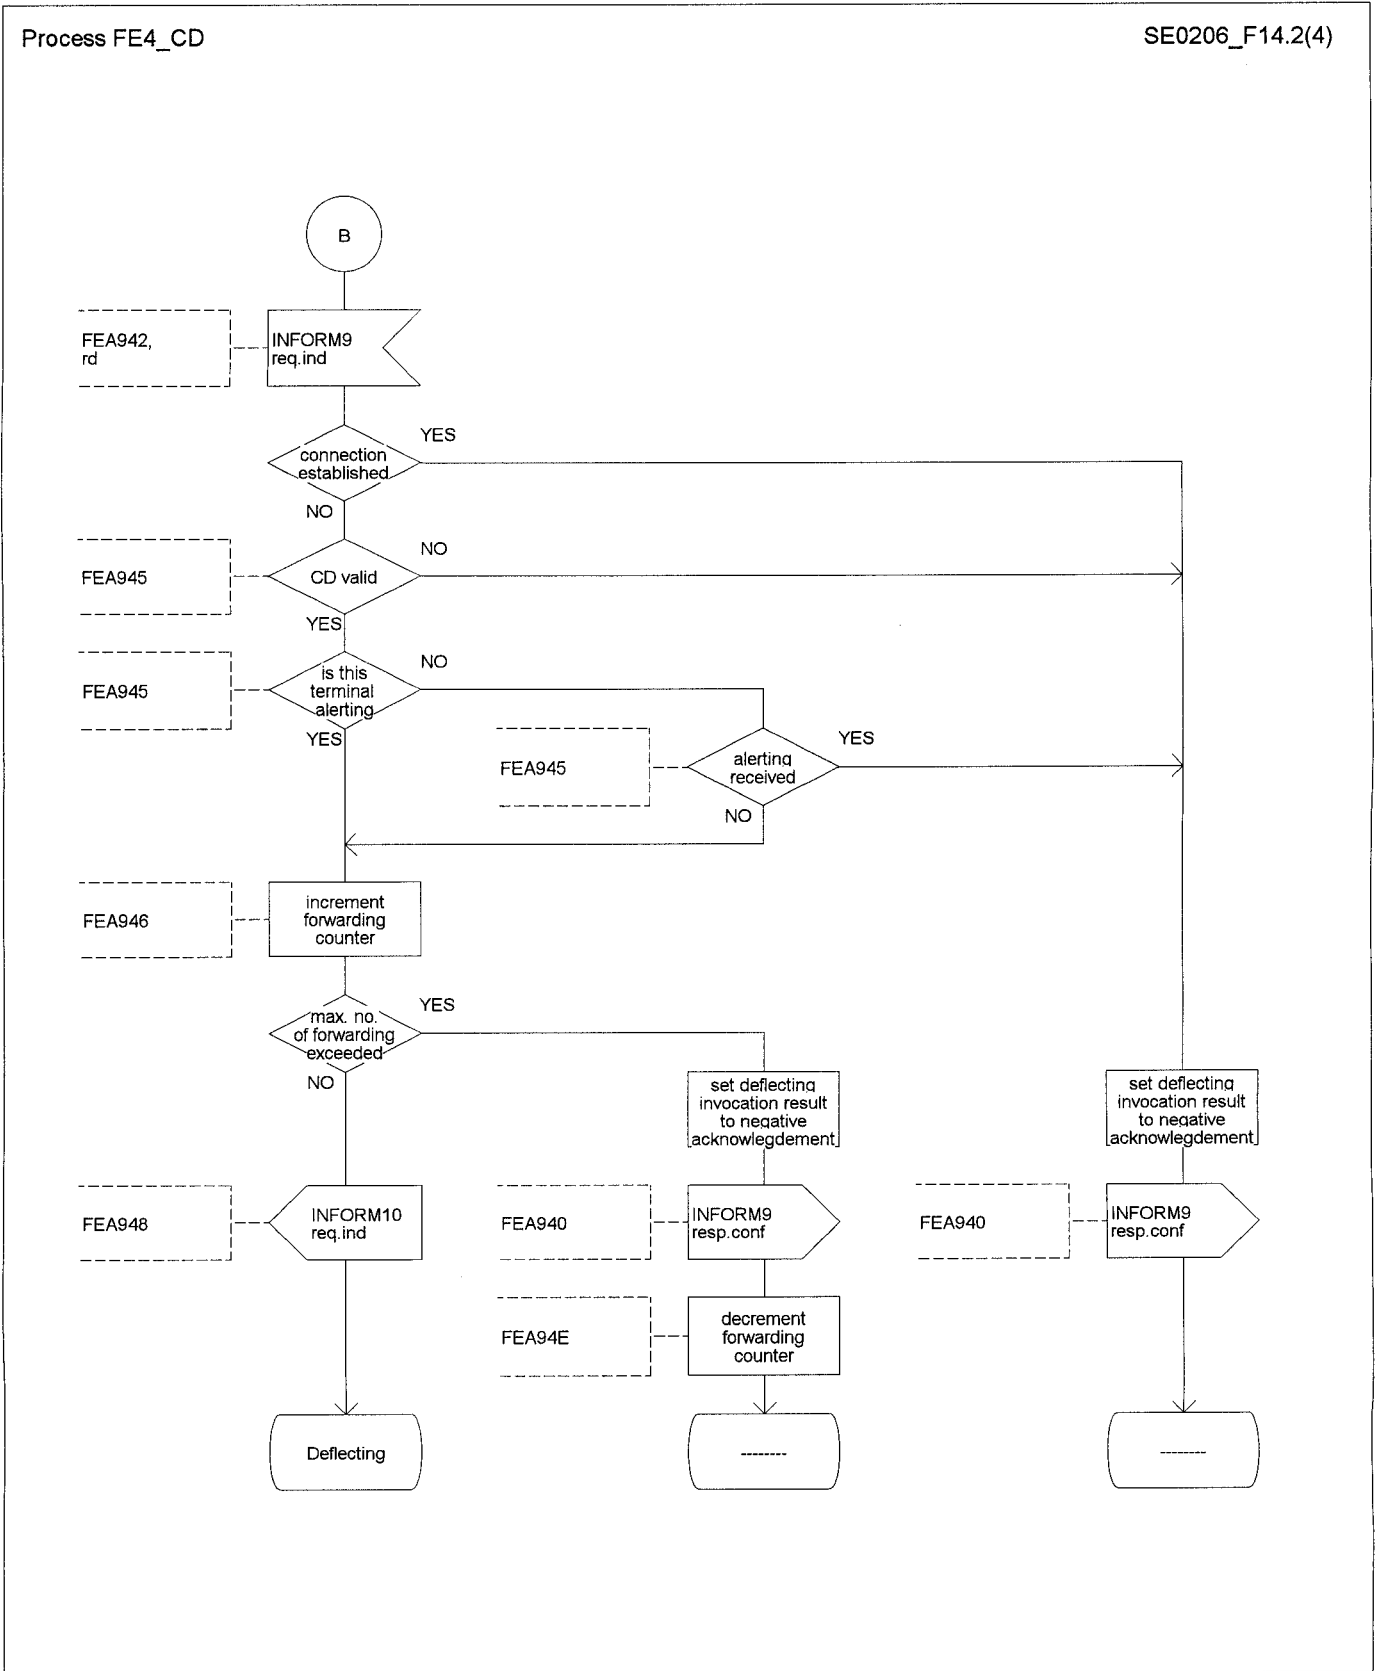 Process FE4_CD
SE0206_F14.2(4)
B
FEA942,
rd
INFORM9
req.ind
connection
established
YES
NO
FEA945
CD valid
NO
YES
FEA945
is this
terminal
alerting
NO
YES
FEA945
alerting
received
YES
NO
FEA946
increment
forwarding
counter
max. no.
of forwarding
exceeded
YES
NO
set deflecting
invocation result
to negative
acknowlegdement
set deflecting
invocation result
to negative
acknowlegdement
FEA948
INFORM10
req.ind
FEA940
INFORM9
resp.conf
FEA940
INFORM9
resp.conf
FEA94E
decrement
forwarding
counter
Deflecting
--------
--------